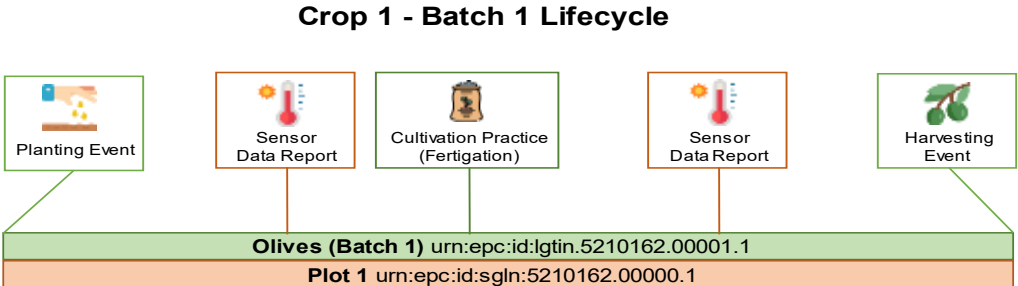 Crop 1 - Batch 1 Lifecycle
Planting Event
Sensor
Data Report
Cultivation Practice
(Fertigation)
Sensor
Data Report
Harvesting
Event
Olives (Batch 1) urn:epc:id:lgtin.5210162.00001.1
Plot 1 urn:epc:id:sgln:5210162.00000.1